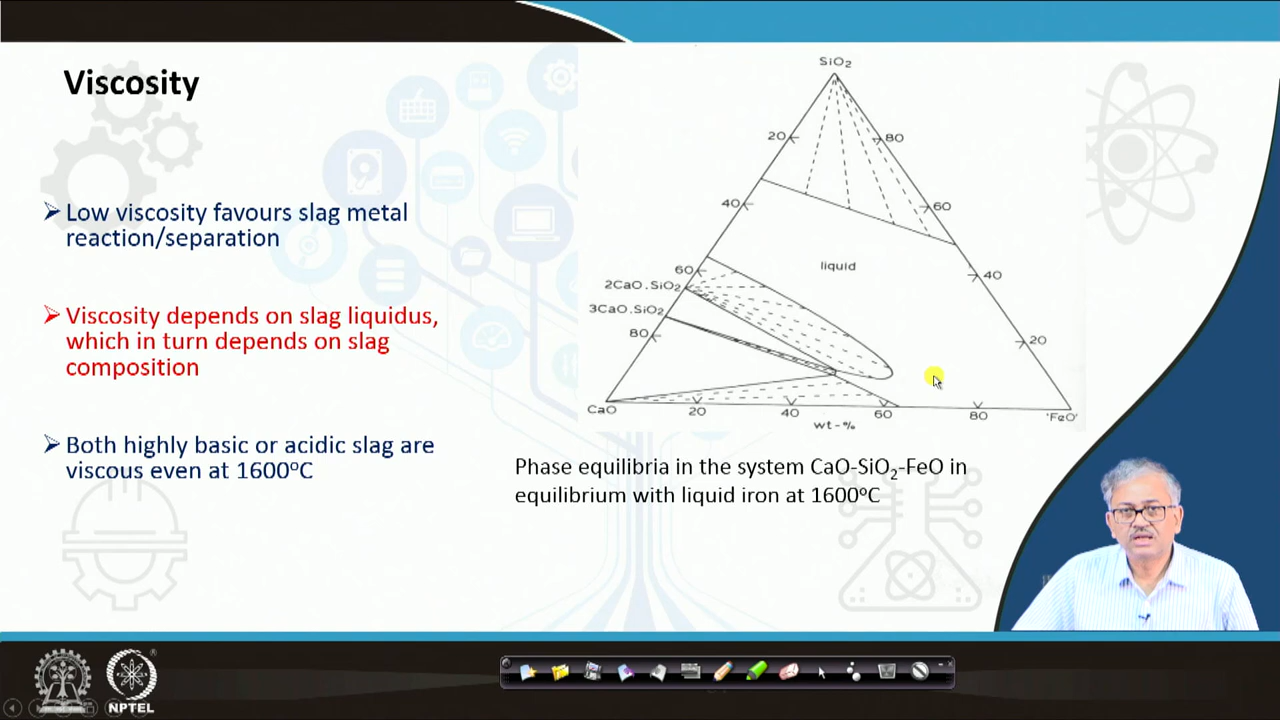 Viscosity
Low viscosity favours slag metal
reaction/separation
Viscosity depends on slag liquidus,
which in turn depends on slag
composition
Both highly basic or acidic slag are
viscous even at 1600ºC
SiO2
20 80
40 60
liquid
60 40
2CaO.SiO2
3CaO.SiO2
80 20
CaO 20 40 60 80 'FeO'
wt-%
Phase equilibria in the system CaO-SiO2-FeO in
equilibrium with liquid iron at 1600ºC
NPTEL